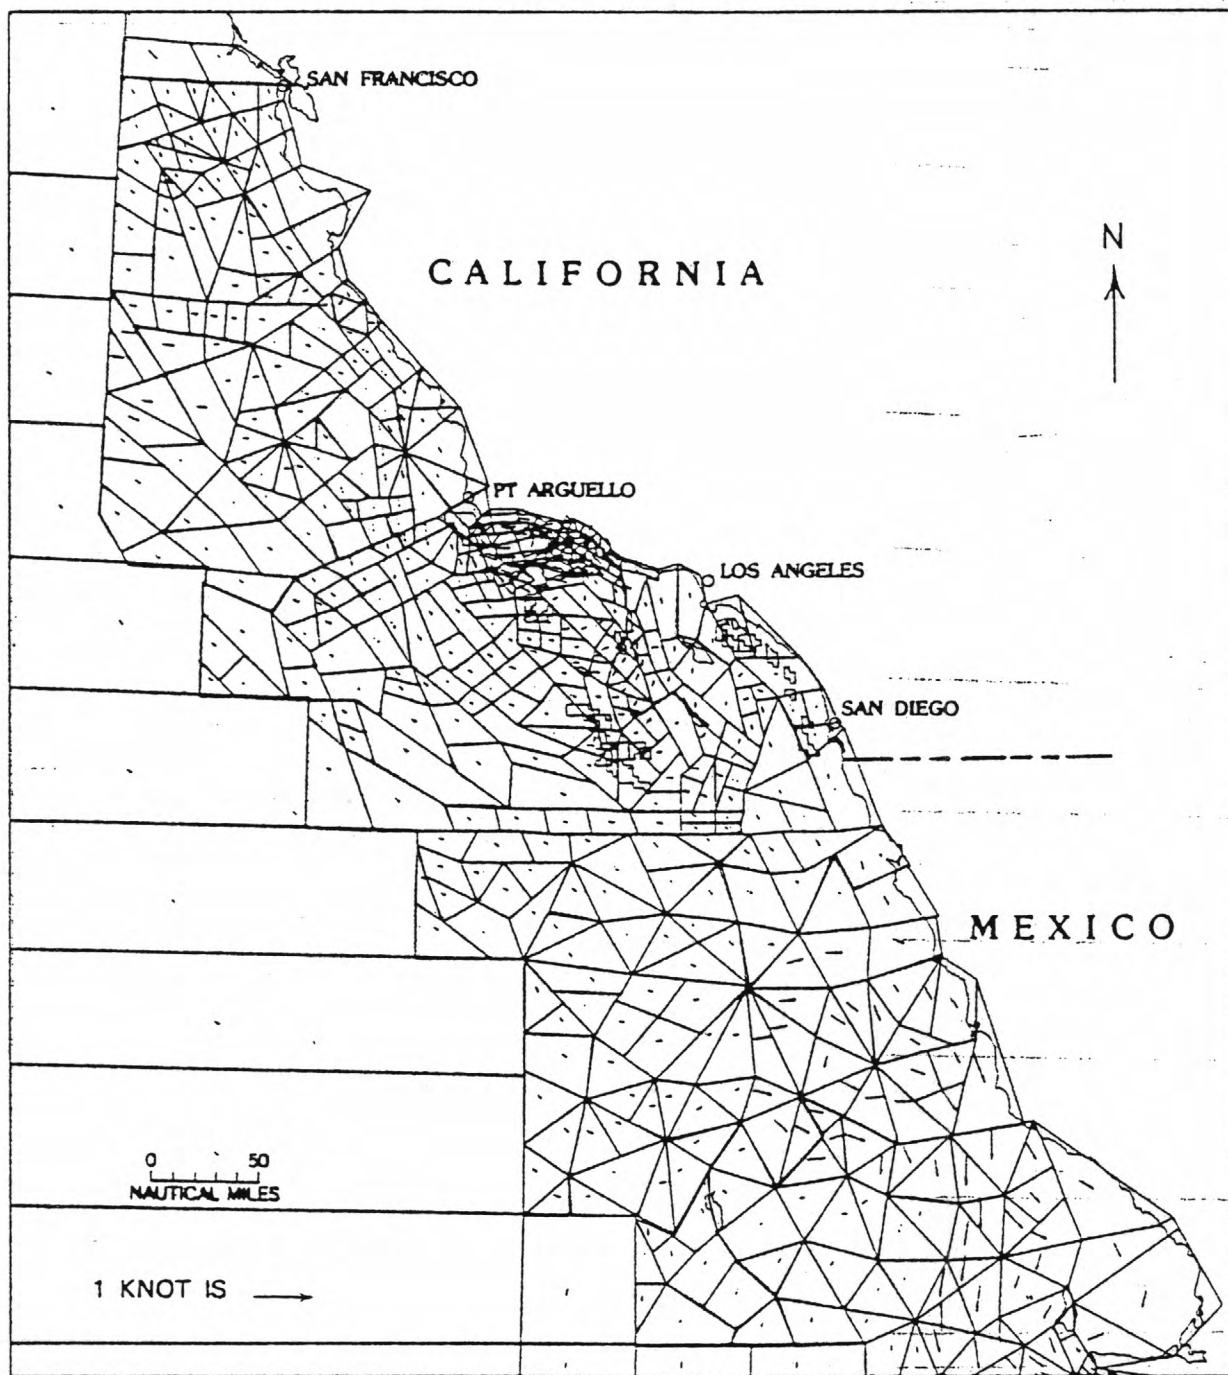 SAN FRANCISCO
N
CALIFORNIA
PT ARGUELLO
LOS ANGELES
SAN DIEGO
MEXICO
0 50
NAUTICAL MILES
1 KNOT IS